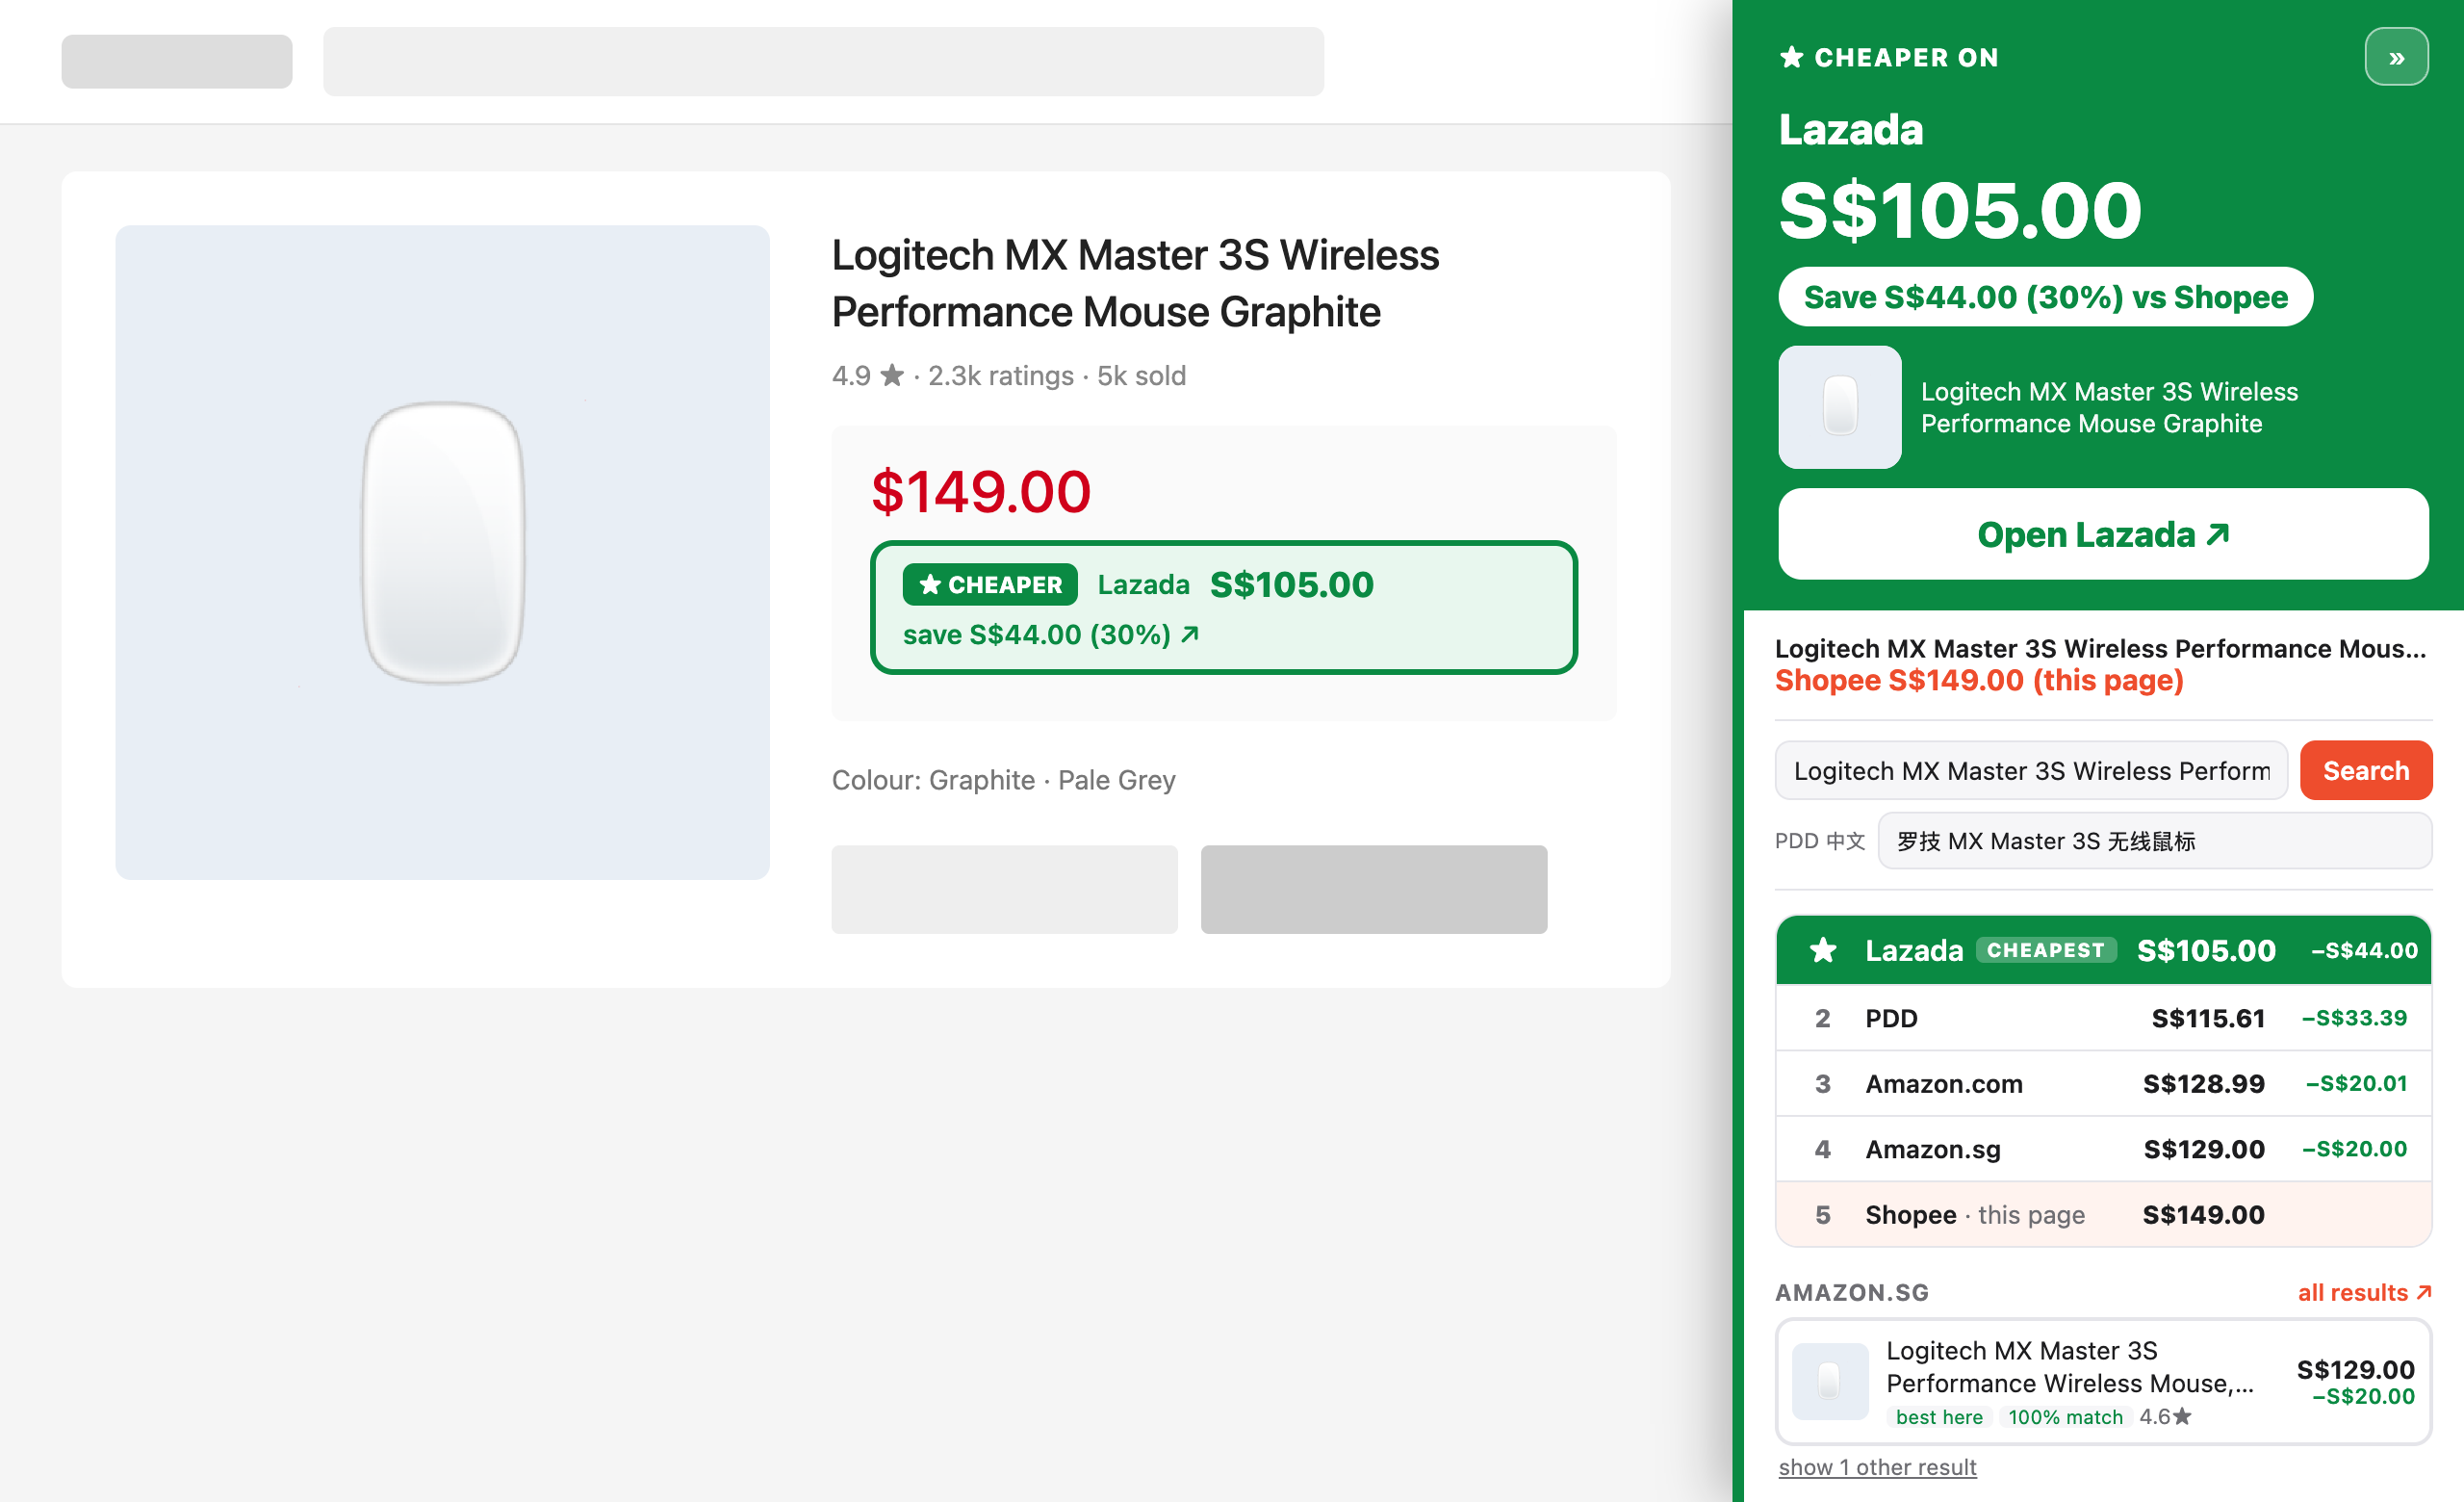 Logitech MX Master 3S Wireless
Performance Mouse Graphite
4.9 ★ · 2.3k ratings · 5k sold
$149.00
★ CHEAPER Lazada S$105.00
save S$44.00 (30%) ↗
Colour: Graphite · Pale Grey
★ CHEAPER ON
»
Lazada
S$105.00
Save S$44.00 (30%) vs Shopee
Logitech MX Master 3S Wireless
Performance Mouse Graphite
Open Lazada ↗
Logitech MX Master 3S Wireless Performance Mous...
Shopee S$149.00 (this page)
Logitech MX Master 3S Wireless Perform Search
PDD 中文 罗技 MX Master 3S 无线鼠标
★ Lazada CHEAPEST S$105.00 −S$44.00
2 PDD S$115.61 −S$33.39
3 Amazon.com S$128.99 −S$20.01
4 Amazon.sg S$129.00 −S$20.00
5 Shopee · this page S$149.00
AMAZON.SG all results ↗
Logitech MX Master 3S
Performance Wireless Mouse,...
S$129.00
−S$20.00
best here 100% match 4.6★
show 1 other result